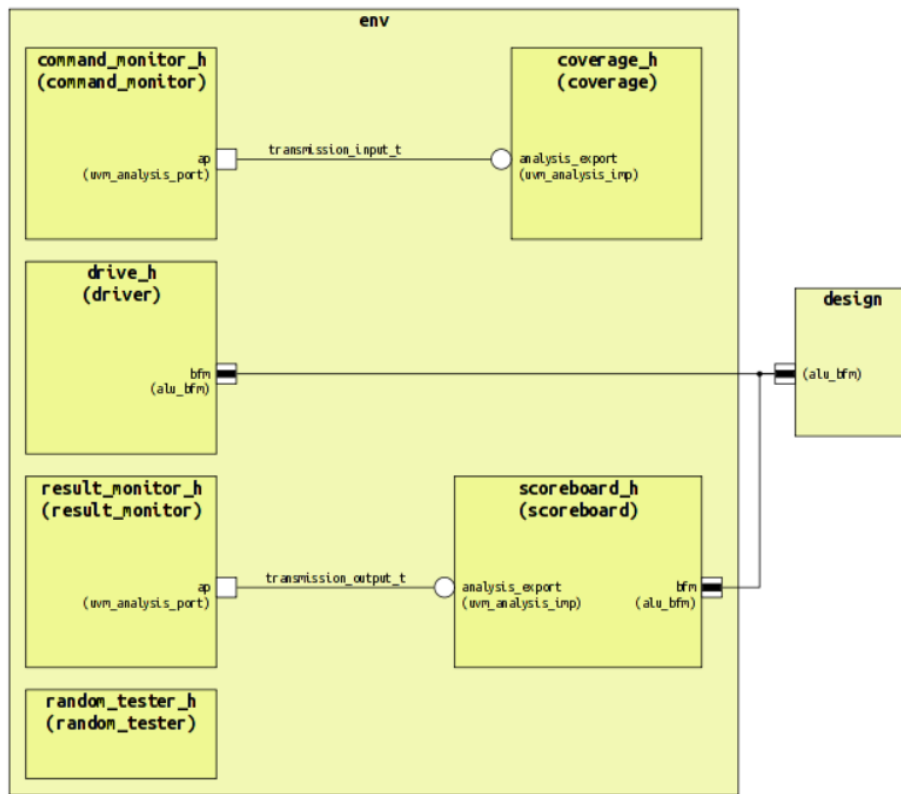 env
command_monitor_h
(command_monitor)
ap
(uvm_analysis_port)
transmission_input_t
coverage_h
(coverage)
analysis_export
(uvm_analysis_imp)
drive_h
(driver)
bfm
(alu_bfm)
design
(alu_bfm)
result_monitor_h
(result_monitor)
ap
(uvm_analysis_port)
transmission_output_t
scoreboard_h
(scoreboard)
analysis_export
(uvm_analysis_imp)
bfm
(alu_bfm)
random_tester_h
(random_tester)